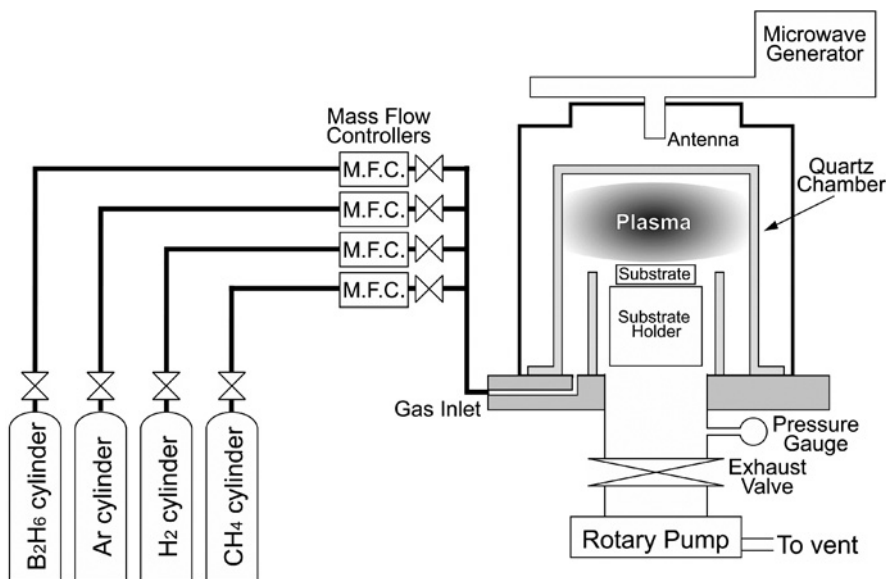 Microwave
Generator
Antenna
Mass Flow
Controllers
M.F.C.
M.F.C.
M.F.C.
M.F.C.
Quartz
Chamber
Plasma
Substrate
Substrate
Holder
Gas Inlet
Pressure
Gauge
Exhaust
Valve
Rotary Pump
To vent
B2H6 cylinder
Ar cylinder
H2 cylinder
CH4 cylinder